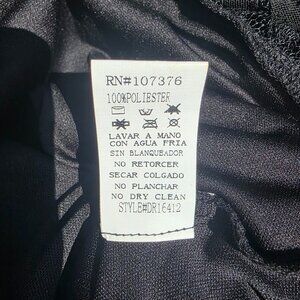 RN#107376
100%POLIESTER
LAVAR A MANO
CON AGUA FRIA
SIN BLANQUEADOR
NO RETORCER
SECAR COLGADO
NO PLANCHAR
NO DRY CLEAN
STYLE#DR16412